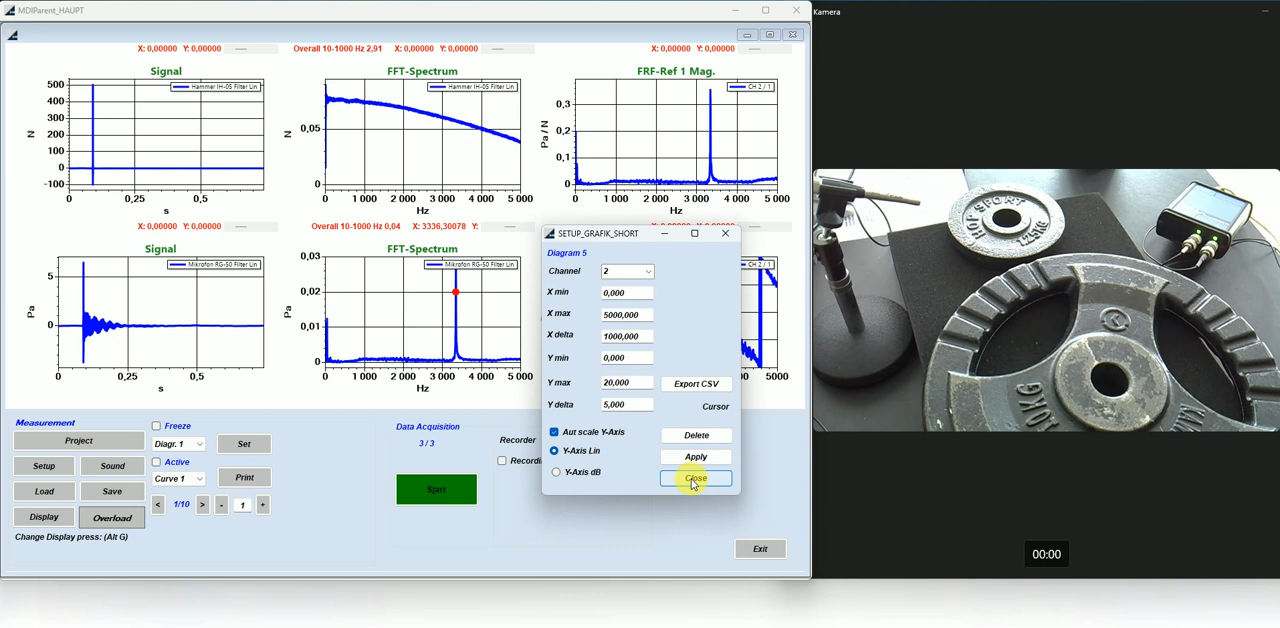 MDIParent_HAUPT
Kamera
X: 0,00000 Y: 0,00000
Overall 10-1000 Hz 2,91 X: 0,00000 Y: 0,00000
X: 0,00000 Y: 0,00000
Signal
FFT-Spectrum
FRF-Ref 1 Mag.
Hammer IH-05 Filter Lin
Hammer IH-05 Filter Lin
CH 2 / 1
500
400
300
200
100
0
-100
N
0
0,5
s
0,05
0
N
0
1 000
2 000
3 000
4 000
5 000
Hz
0,3
0,2
0,1
0
Pa / N
0
1 000
2 000
3 000
4 000
5 000
Hz
X: 0,00000 Y: 0,00000
Overall 10-1000 Hz 0,04 X: 3336,30078 Y:
Signal
FFT-Spectrum
Mikrofon RG-50 Filter Lin
Mikrofon RG-50 Filter Lin
CH 2 / 1
5
0
Pa
0
0,25
0,5
s
0,03
0,02
0,01
0
Pa
0
1 000
2 000
3 000
4 000
5 000
Hz
5000
SETUP_GRAFIK_SHORT
Diagram 5
Channel 2
X min 0,000
X max 5000,000
X delta 1000,000
Y min 0,000
Y max 20,000
Export CSV
Y delta 5,000
Cursor
Aut scale Y-Axis
Delete
Y-Axis Lin
Apply
Y-Axis dB
Close
Measurement
Project
Setup
Sound
Load
Save
Display
Overload
Change Display press: (Alt G)
Freeze
Diagr. 1
Set
Active
Curve 1
Print
< 1/10 > - 1 +
Data Acquisition
3 / 3
Start
Recorder
Exit
SPORT
1,25KG
10KG
00:00